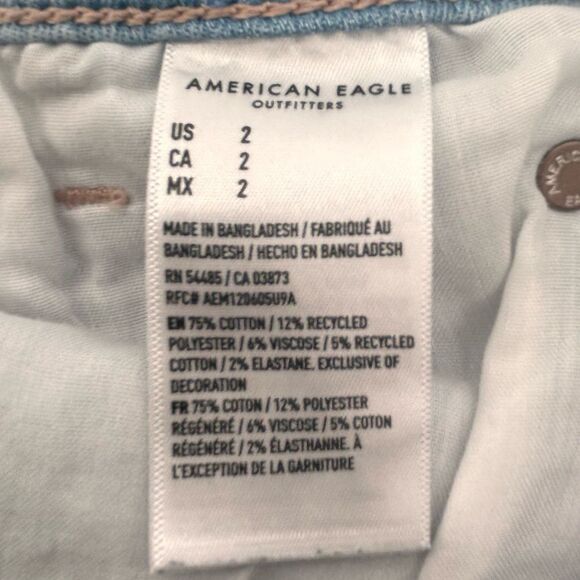 AMERICAN EAGLE
OUTFITTERS
US 2
CA 2
MX 2
MADE IN BANGLADESH / FABRIQUÉ AU
BANGLADESH / HECHO EN BANGLADESH
RN 54485 / CA 03873
RFC# AEM120605U9A
EN 75% COTTON / 12% RECYCLED
POLYESTER / 6% VISCOSE / 5% RECYCLED
COTTON / 2% ELASTANE. EXCLUSIVE OF
DECORATION
FR 75% COTON / 12% POLYESTER
RÉGÉNÉRÉ / 6% VISCOSE / 5% COTON
RÉGÉNÉRÉ / 2% ÉLASTHANNE. À
L'EXCEPTION DE LA GARNITURE